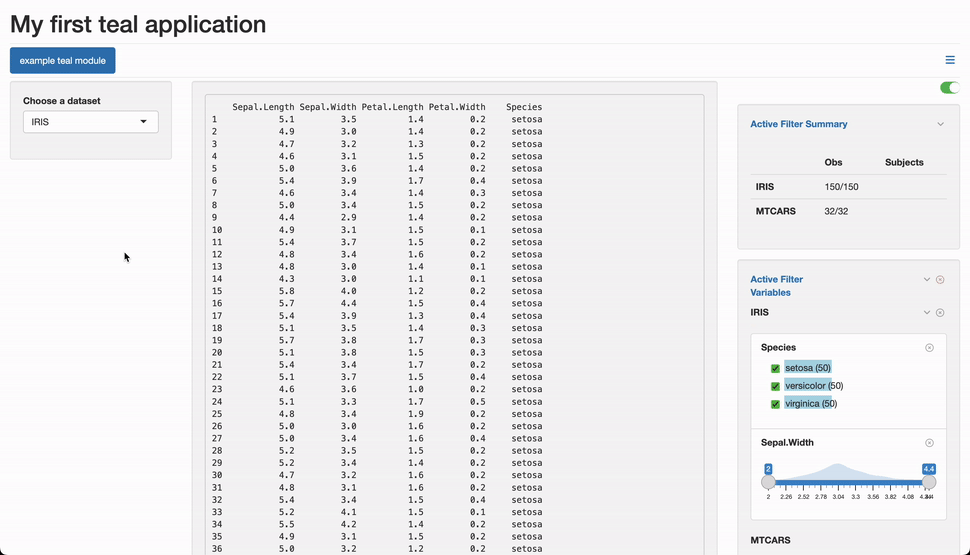 My first teal application
example teal module
Choose a dataset
IRIS
Sepal.Length Sepal.Width Petal.Length Petal.Width Species
1 5.1 3.5 1.4 0.2 setosa
2 4.9 3.0 1.4 0.2 setosa
3 4.7 3.2 1.3 0.2 setosa
4 4.6 3.1 1.5 0.2 setosa
5 5.0 3.6 1.4 0.2 setosa
6 5.4 3.9 1.7 0.4 setosa
7 4.6 3.4 1.4 0.3 setosa
8 5.0 3.4 1.5 0.2 setosa
9 4.4 2.9 1.4 0.2 setosa
10 4.9 3.1 1.5 0.1 setosa
11 5.4 3.7 1.5 0.2 setosa
12 4.8 3.4 1.6 0.2 setosa
13 4.8 3.0 1.4 0.1 setosa
14 4.3 3.0 1.1 0.1 setosa
15 5.8 4.0 1.2 0.2 setosa
16 5.7 4.4 1.5 0.4 setosa
17 5.4 3.9 1.3 0.4 setosa
18 5.1 3.5 1.4 0.3 setosa
19 5.7 3.8 1.7 0.3 setosa
20 5.1 3.8 1.5 0.3 setosa
21 5.4 3.4 1.7 0.2 setosa
22 5.1 3.7 1.5 0.4 setosa
23 4.6 3.6 1.0 0.2 setosa
24 5.1 3.3 1.7 0.5 setosa
25 4.8 3.4 1.9 0.2 setosa
26 5.0 3.0 1.6 0.2 setosa
27 5.0 3.4 1.6 0.4 setosa
28 5.2 3.5 1.5 0.2 setosa
29 5.2 3.4 1.4 0.2 setosa
30 4.7 3.2 1.6 0.2 setosa
31 4.8 3.1 1.6 0.2 setosa
32 5.4 3.4 1.5 0.4 setosa
33 5.2 4.1 1.5 0.1 setosa
34 5.5 4.2 1.4 0.2 setosa
35 4.9 3.1 1.5 0.2 setosa
36 5.0 3.2 1.2 0.2 setosa
Active Filter Summary
Obs Subjects
IRIS 150/150
MTCARS 32/32
Active Filter
Variables
IRIS
Species
setosa (50)
versicolor (50)
virginica (50)
Sepal.Width
2 4.4
2 2.26 2.52 2.78 3.04 3.3 3.56 3.82 4.08
MTCARS